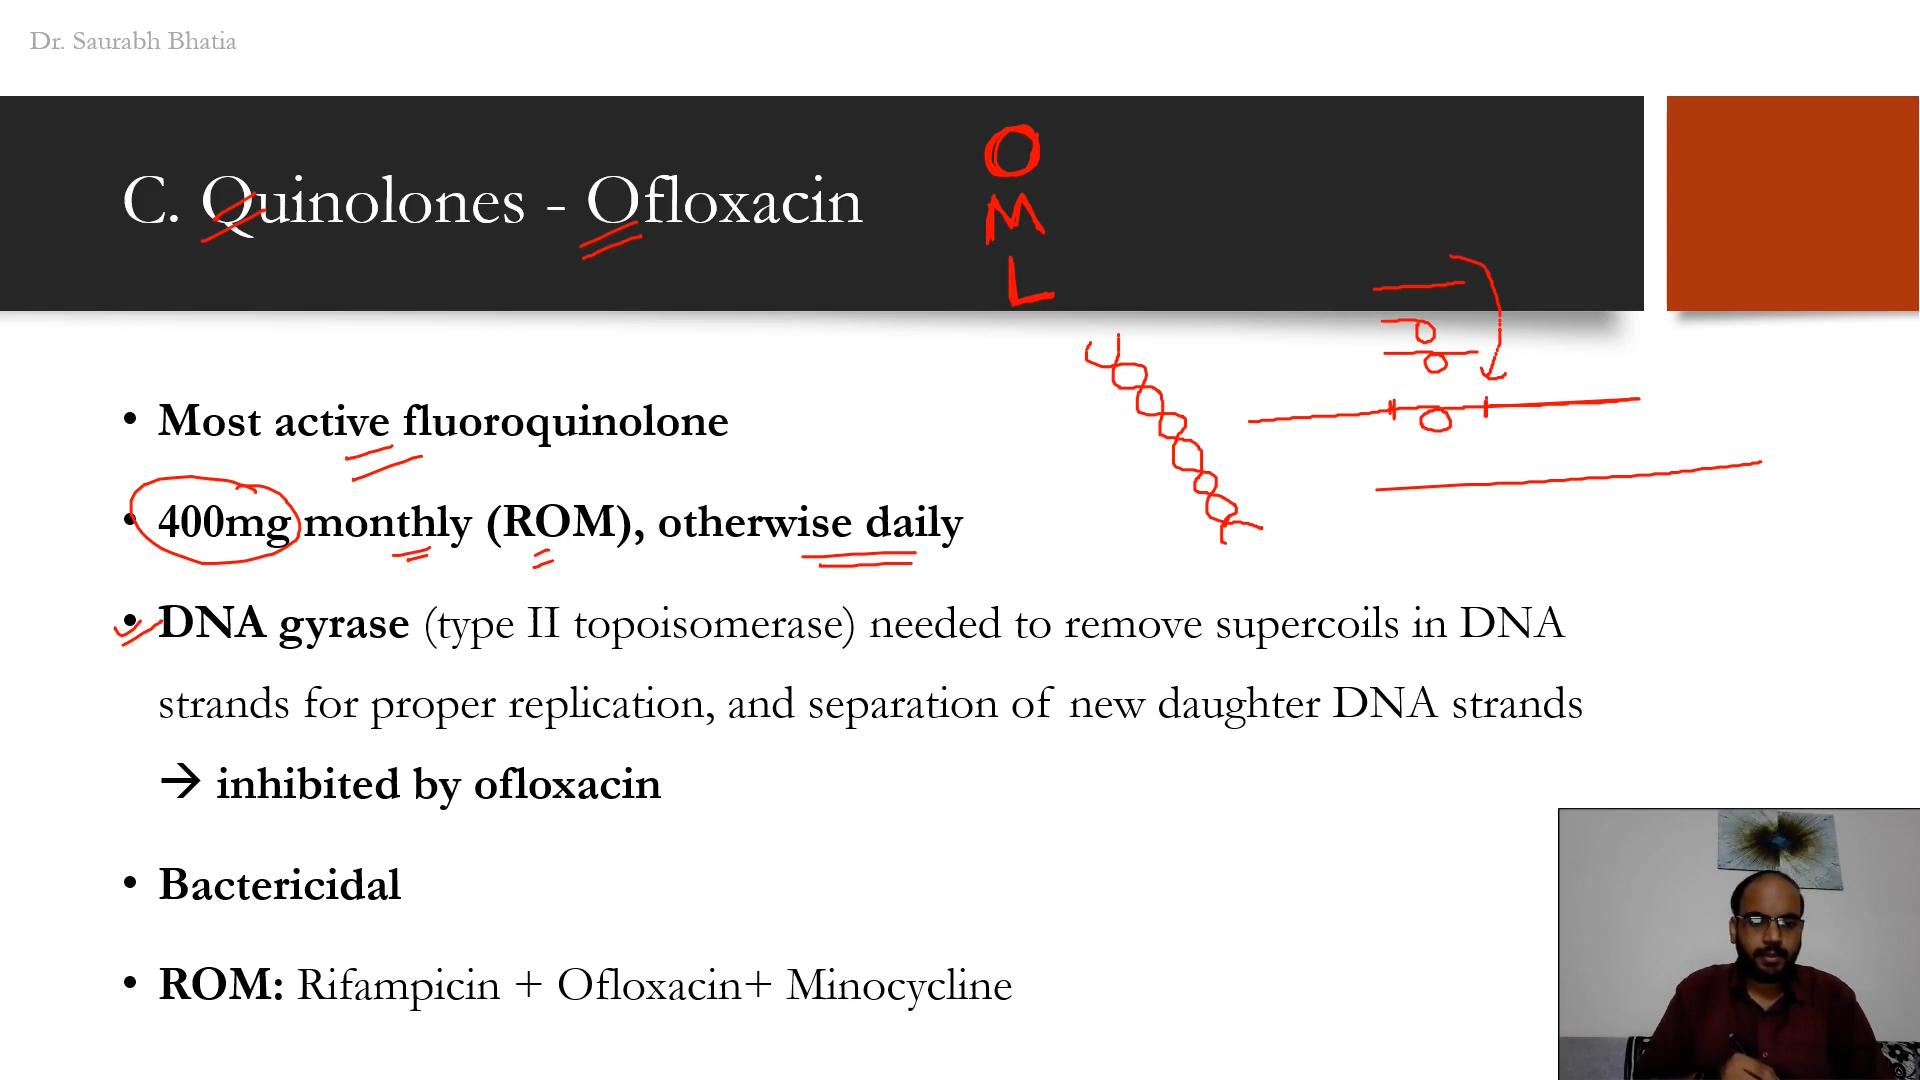 Dr. Saurabh Bhatia
C. Quinolones - Ofloxacin
O
M
L
• Most active fluoroquinolone
• 400mg monthly (ROM), otherwise daily
• DNA gyrase (type II topoisomerase) needed to remove supercoils in DNA
strands for proper replication, and separation of new daughter DNA strands
→ inhibited by ofloxacin
• Bactericidal
• ROM: Rifampicin + Ofloxacin+ Minocycline